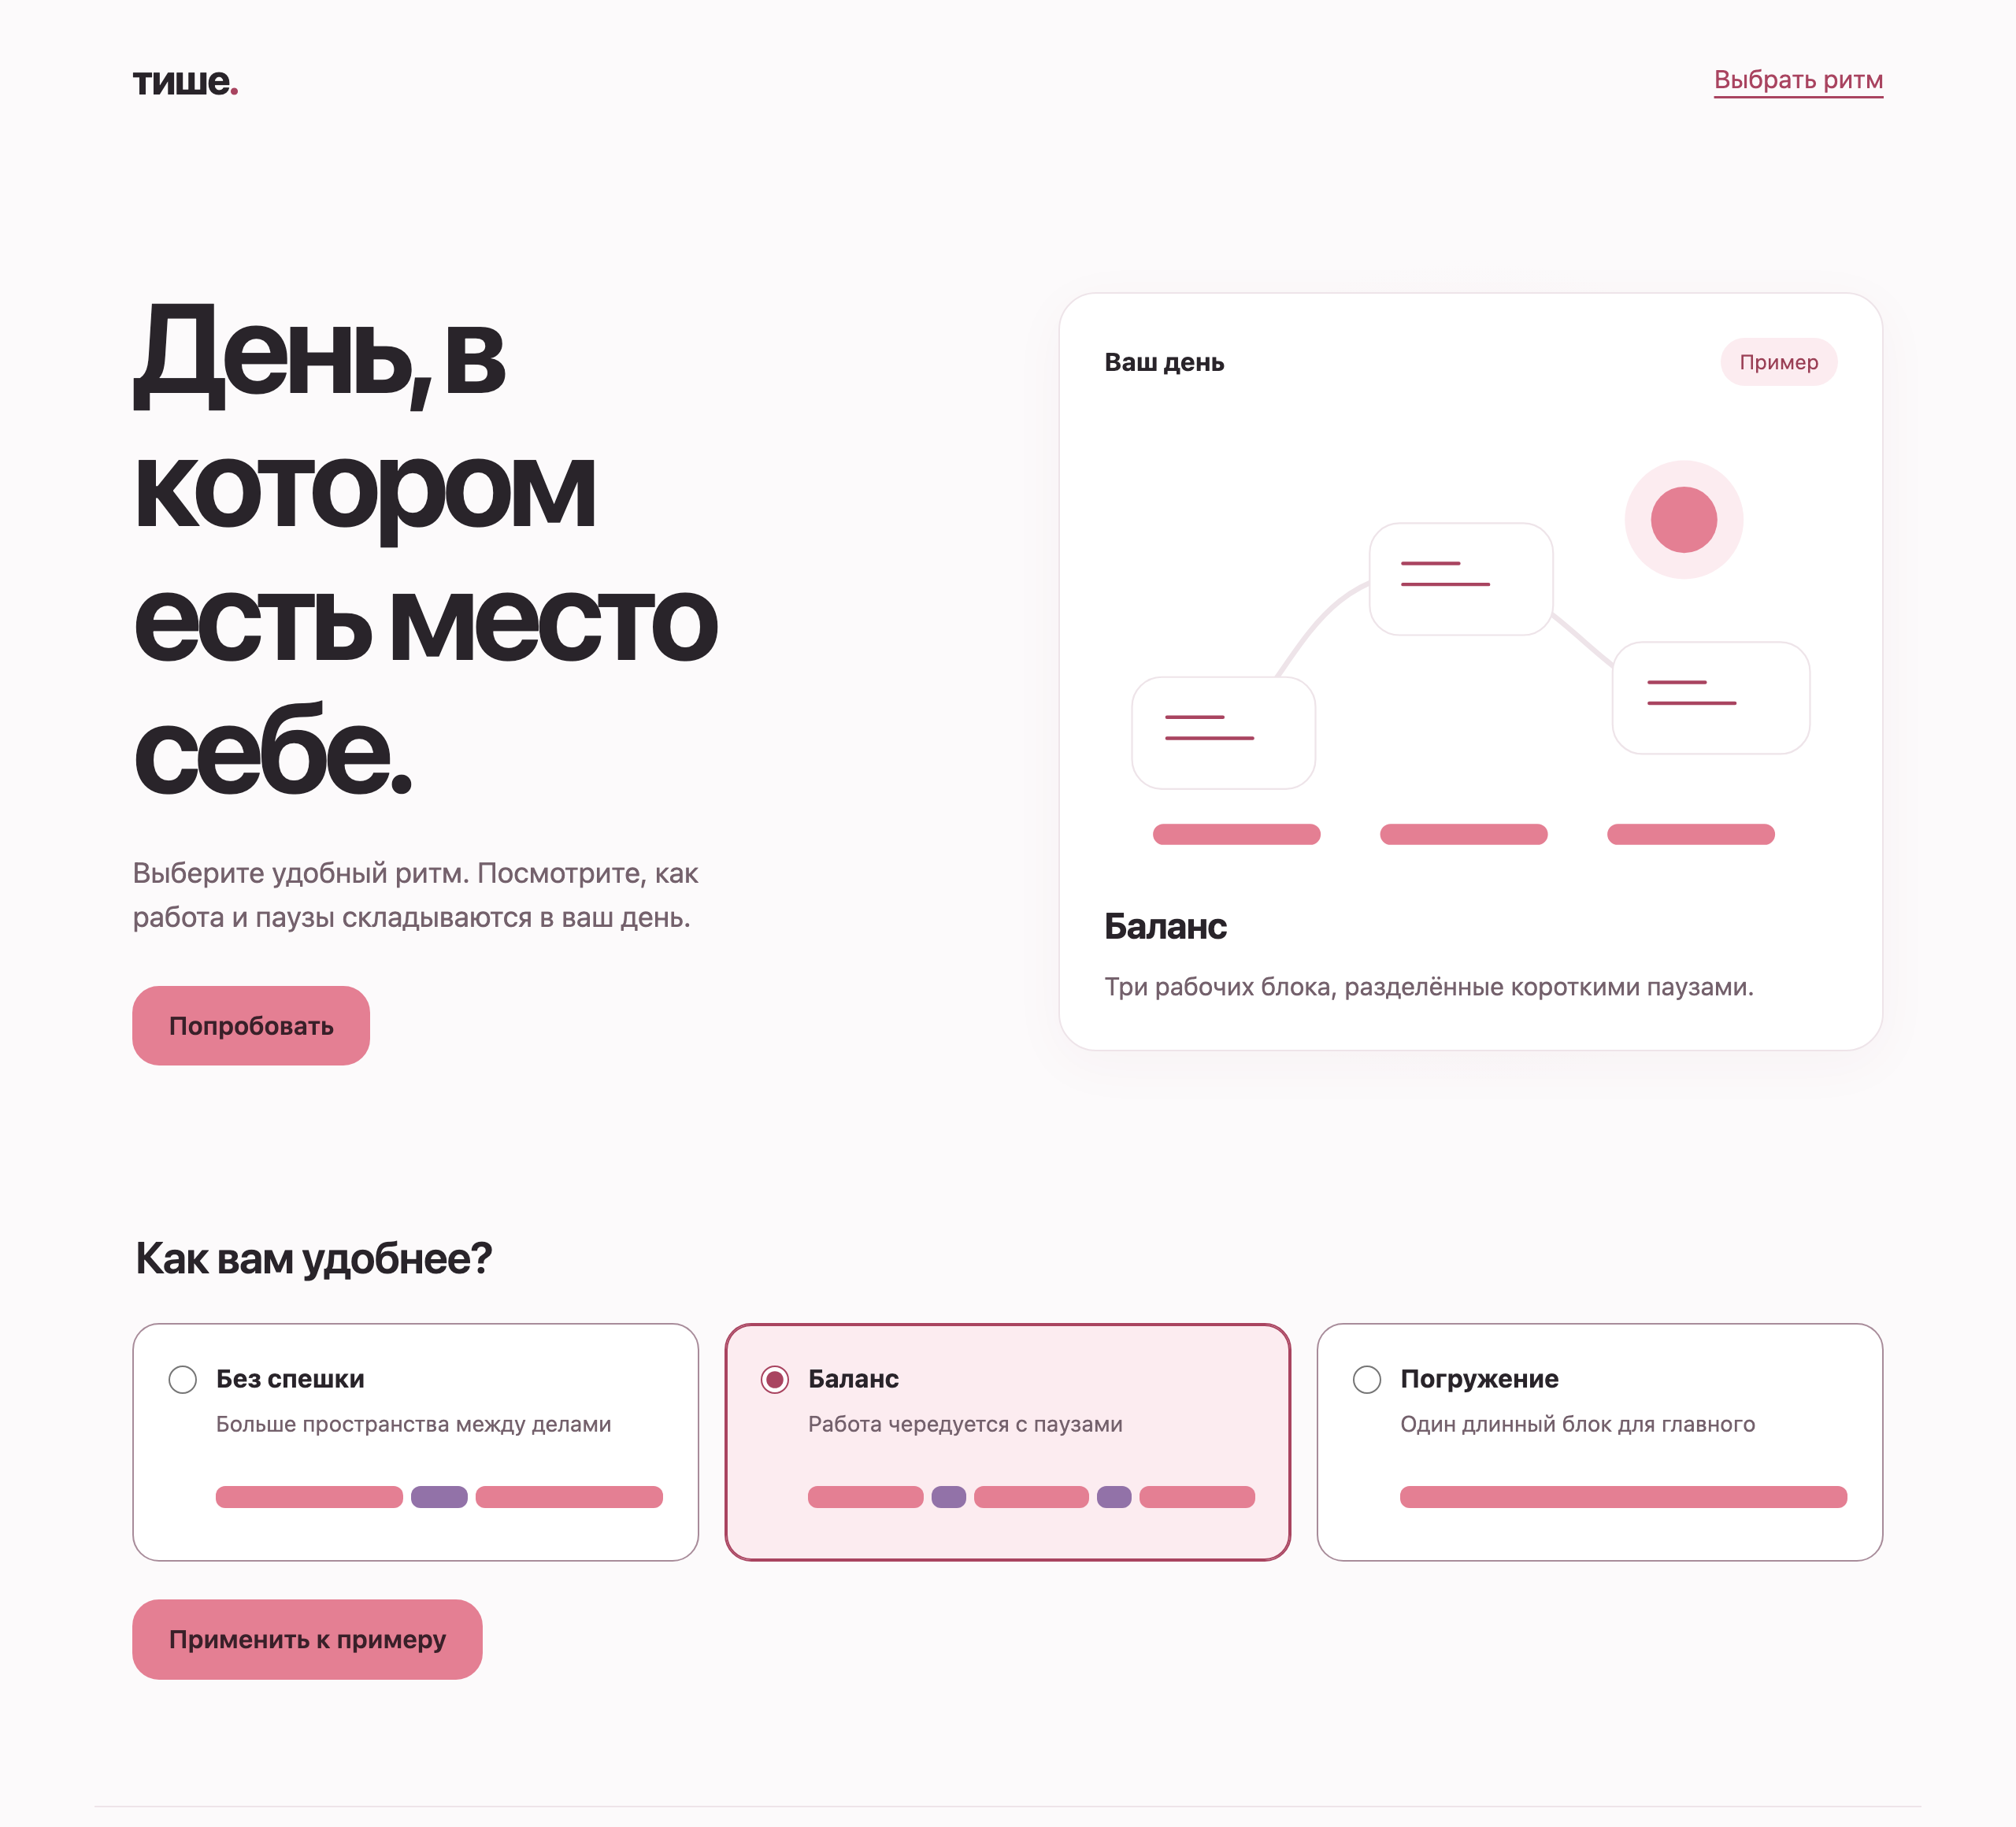 тише.
Выбрать ритм
День, в
котором
есть место
себе.
Выберите удобный ритм. Посмотрите, как
работа и паузы складываются в ваш день.
Попробовать
Ваш день
Пример
Баланс
Три рабочих блока, разделённые короткими паузами.
Как вам удобнее?
Без спешки
Больше пространства между делами
Баланс
Работа чередуется с паузами
Погружение
Один длинный блок для главного
Применить к примеру